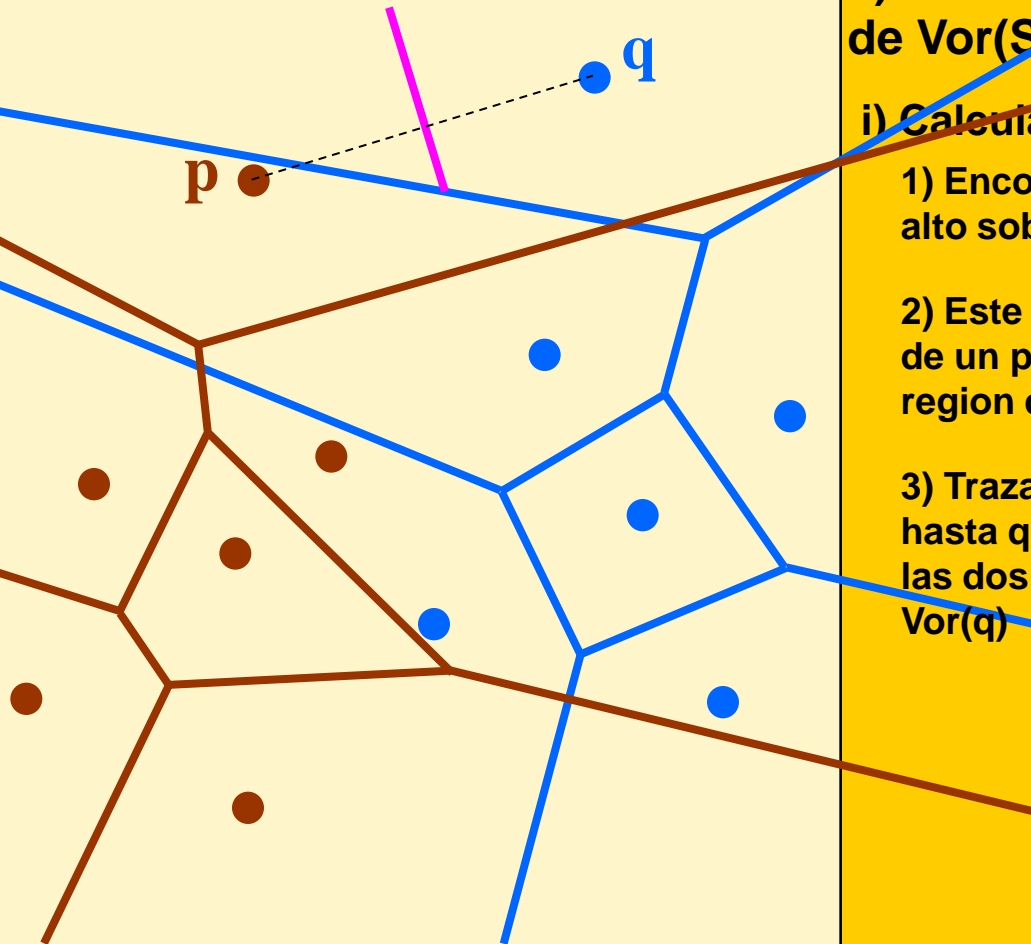 q
p
de Vor(S
i) Calcula
1) Enco
alto sob
2) Este
de un p
region
3) Traza
hasta q
las dos
Vor(q)